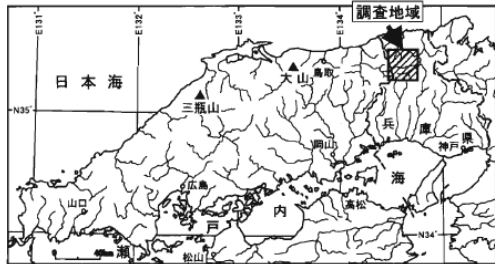 調査地域
E131°
E132°
E133°
E134°
日本海
大山
鳥取
三瓶山
N35°
兵庫県
岡山
神戸
広島
山口
高松
瀬戸内海
松山
N34°